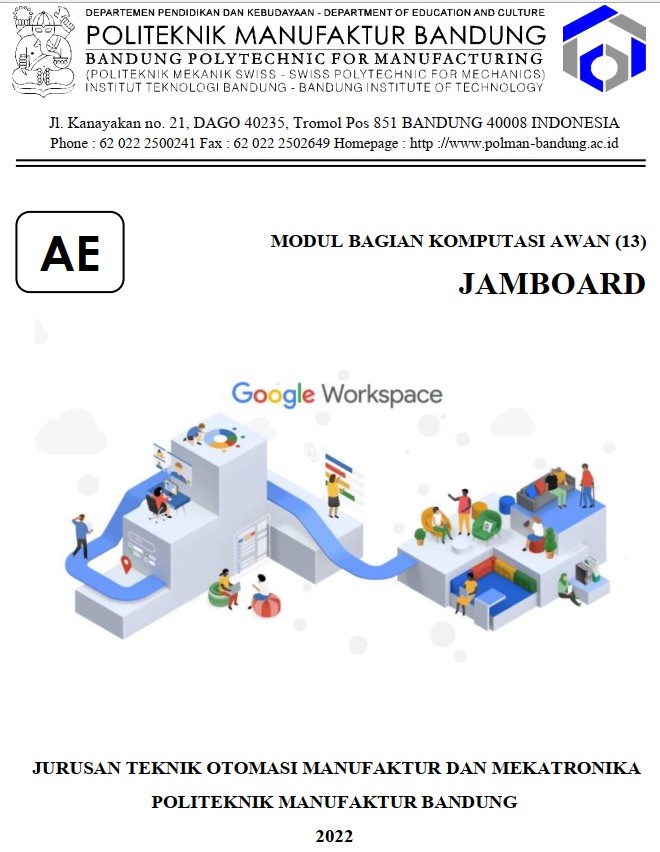 DEPARTEMEN PENDIDIKAN DAN KEBUDAYAAN - DEPARTMENT OF EDUCATION AND CULTURE
POLITEKNIK MANUFAKTUR BANDUNG
BANDUNG POLYTECHNIC FOR MANUFACTURING
(POLITEKNIK MEKANIK SWISS - SWISS POLYTECHNIC FOR MECHANICS)
INSTITUT TEKNOLOGI BANDUNG - BANDUNG INSTITUTE OF TECHNOLOGY
Jl. Kanayakan no. 21, DAGO 40235, Tromol Pos 851 BANDUNG 40008 INDONESIA
Phone : 62 022 2500241 Fax : 62 022 2502649 Homepage : http ://www.polman-bandung.ac.id
AE
MODUL BAGIAN KOMPUTASI AWAN (13)
JAMBOARD
Google Workspace
JURUSAN TEKNIK OTOMASI MANUFAKTUR DAN MEKATRONIKA
POLITEKNIK MANUFAKTUR BANDUNG
2022